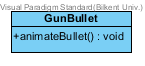 Visual Paradigm Standard(Bilkent Univ.)
GunBullet
+animateBullet() : void